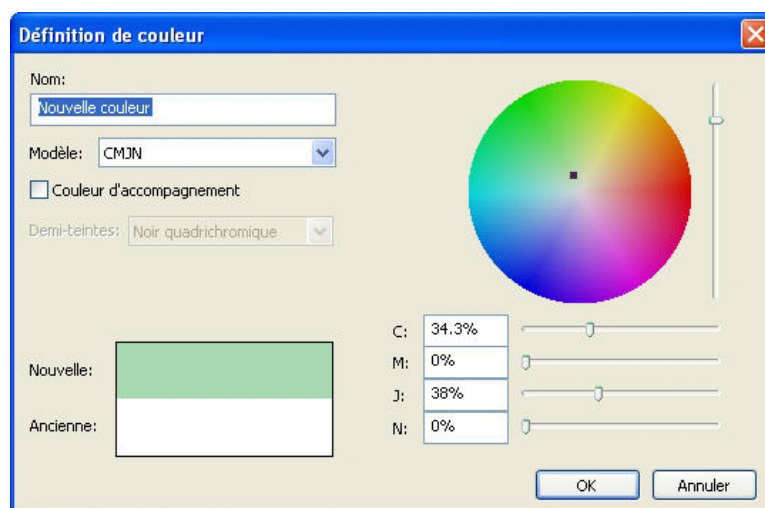 Définition de couleur
Nom:
Nouvelle couleur
Modèle: CMJN
Couleur d'accompagnement
Demi-teintes: Noir quadrichromique
C: 34.3%
M: 0%
J: 38%
N: 0%
Nouvelle:
Ancienne:
OK Annuler